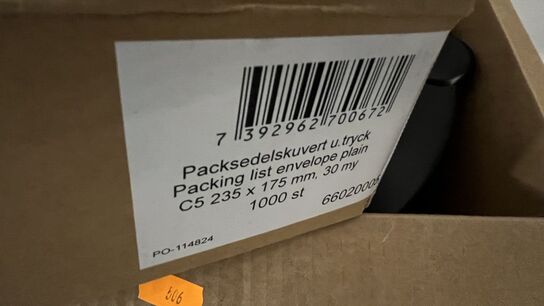 7 392962 700672
Packsedelskuvert u.tryck
Packing list envelope plain
C5 235 x 175 mm, 30 my
1000 st
PO-114824
506